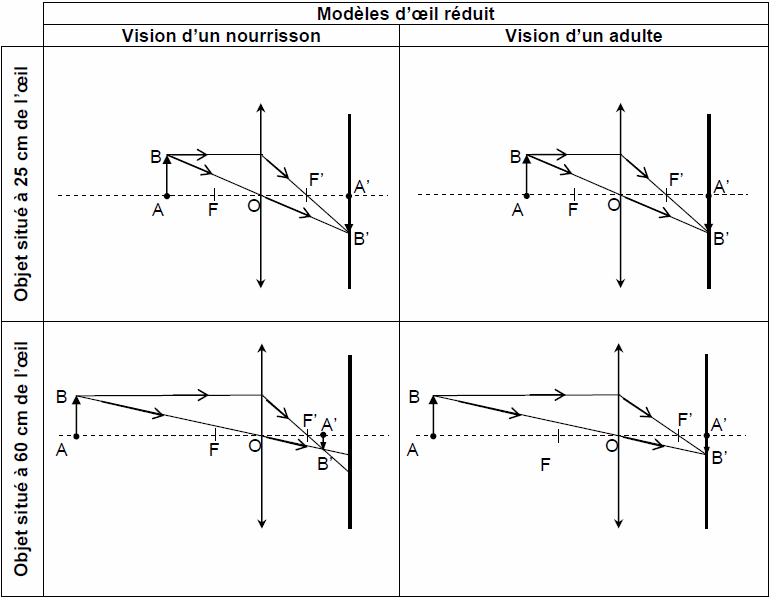 Modèles d’œil réduit
Vision d’un nourrisson
Vision d’un adulte
Objet situé à 25 cm de l’œil
B
A
F
O
F’
A’
B’
B
A
F
O
F’
A’
B’
Objet situé à 60 cm de l’œil
B
A
F
O
F’
A’
B’
B
A
F
O
F’
A’
B’